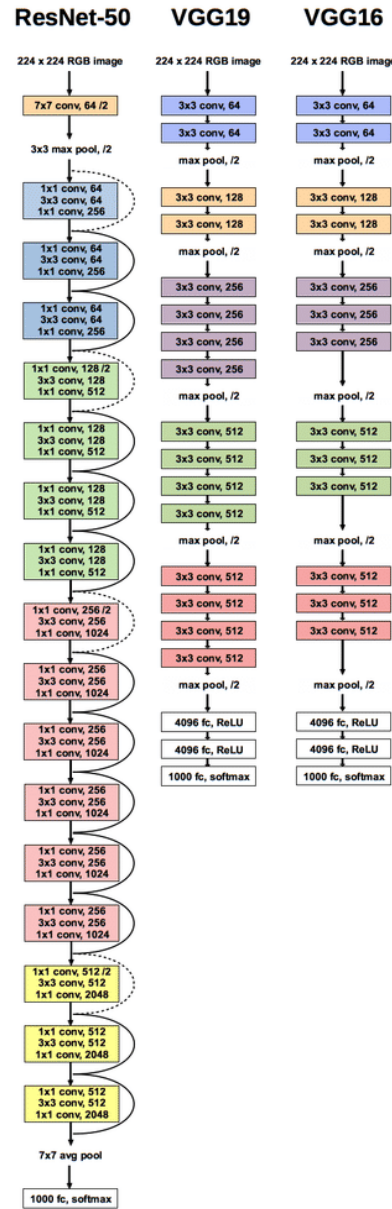 ResNet-50
224 x 224 RGB image
7x7 conv, 64 /2
3x3 max pool, /2
1x1 conv, 64
3x3 conv, 64
1x1 conv, 256
1x1 conv, 64
3x3 conv, 64
1x1 conv, 256
1x1 conv, 64
3x3 conv, 64
1x1 conv, 256
1x1 conv, 128 /2
3x3 conv, 128
1x1 conv, 512
1x1 conv, 128
3x3 conv, 128
1x1 conv, 512
1x1 conv, 128
3x3 conv, 128
1x1 conv, 512
1x1 conv, 128
3x3 conv, 128
1x1 conv, 512
1x1 conv, 256 /2
3x3 conv, 256
1x1 conv, 1024
1x1 conv, 256
3x3 conv, 256
1x1 conv, 1024
1x1 conv, 256
3x3 conv, 256
1x1 conv, 1024
1x1 conv, 256
3x3 conv, 256
1x1 conv, 1024
1x1 conv, 256
3x3 conv, 256
1x1 conv, 1024
1x1 conv, 256
3x3 conv, 256
1x1 conv, 1024
1x1 conv, 512 /2
3x3 conv, 512
1x1 conv, 2048
1x1 conv, 512
3x3 conv, 512
1x1 conv, 2048
1x1 conv, 512
3x3 conv, 512
1x1 conv, 2048
7x7 avg pool
1000 fc, softmax
VGG19
224 x 224 RGB image
3x3 conv, 64
3x3 conv, 64
max pool, /2
3x3 conv, 128
3x3 conv, 128
max pool, /2
3x3 conv, 256
3x3 conv, 256
3x3 conv, 256
3x3 conv, 256
max pool, /2
3x3 conv, 512
3x3 conv, 512
3x3 conv, 512
3x3 conv, 512
max pool, /2
3x3 conv, 512
3x3 conv, 512
3x3 conv, 512
3x3 conv, 512
max pool, /2
4096 fc, ReLU
4096 fc, ReLU
1000 fc, softmax
VGG16
224 x 224 RGB image
3x3 conv, 64
3x3 conv, 64
max pool, /2
3x3 conv, 128
3x3 conv, 128
max pool, /2
3x3 conv, 256
3x3 conv, 256
3x3 conv, 256
max pool, /2
3x3 conv, 512
3x3 conv, 512
3x3 conv, 512
max pool, /2
3x3 conv, 512
3x3 conv, 512
3x3 conv, 512
max pool, /2
4096 fc, ReLU
4096 fc, ReLU
1000 fc, softmax